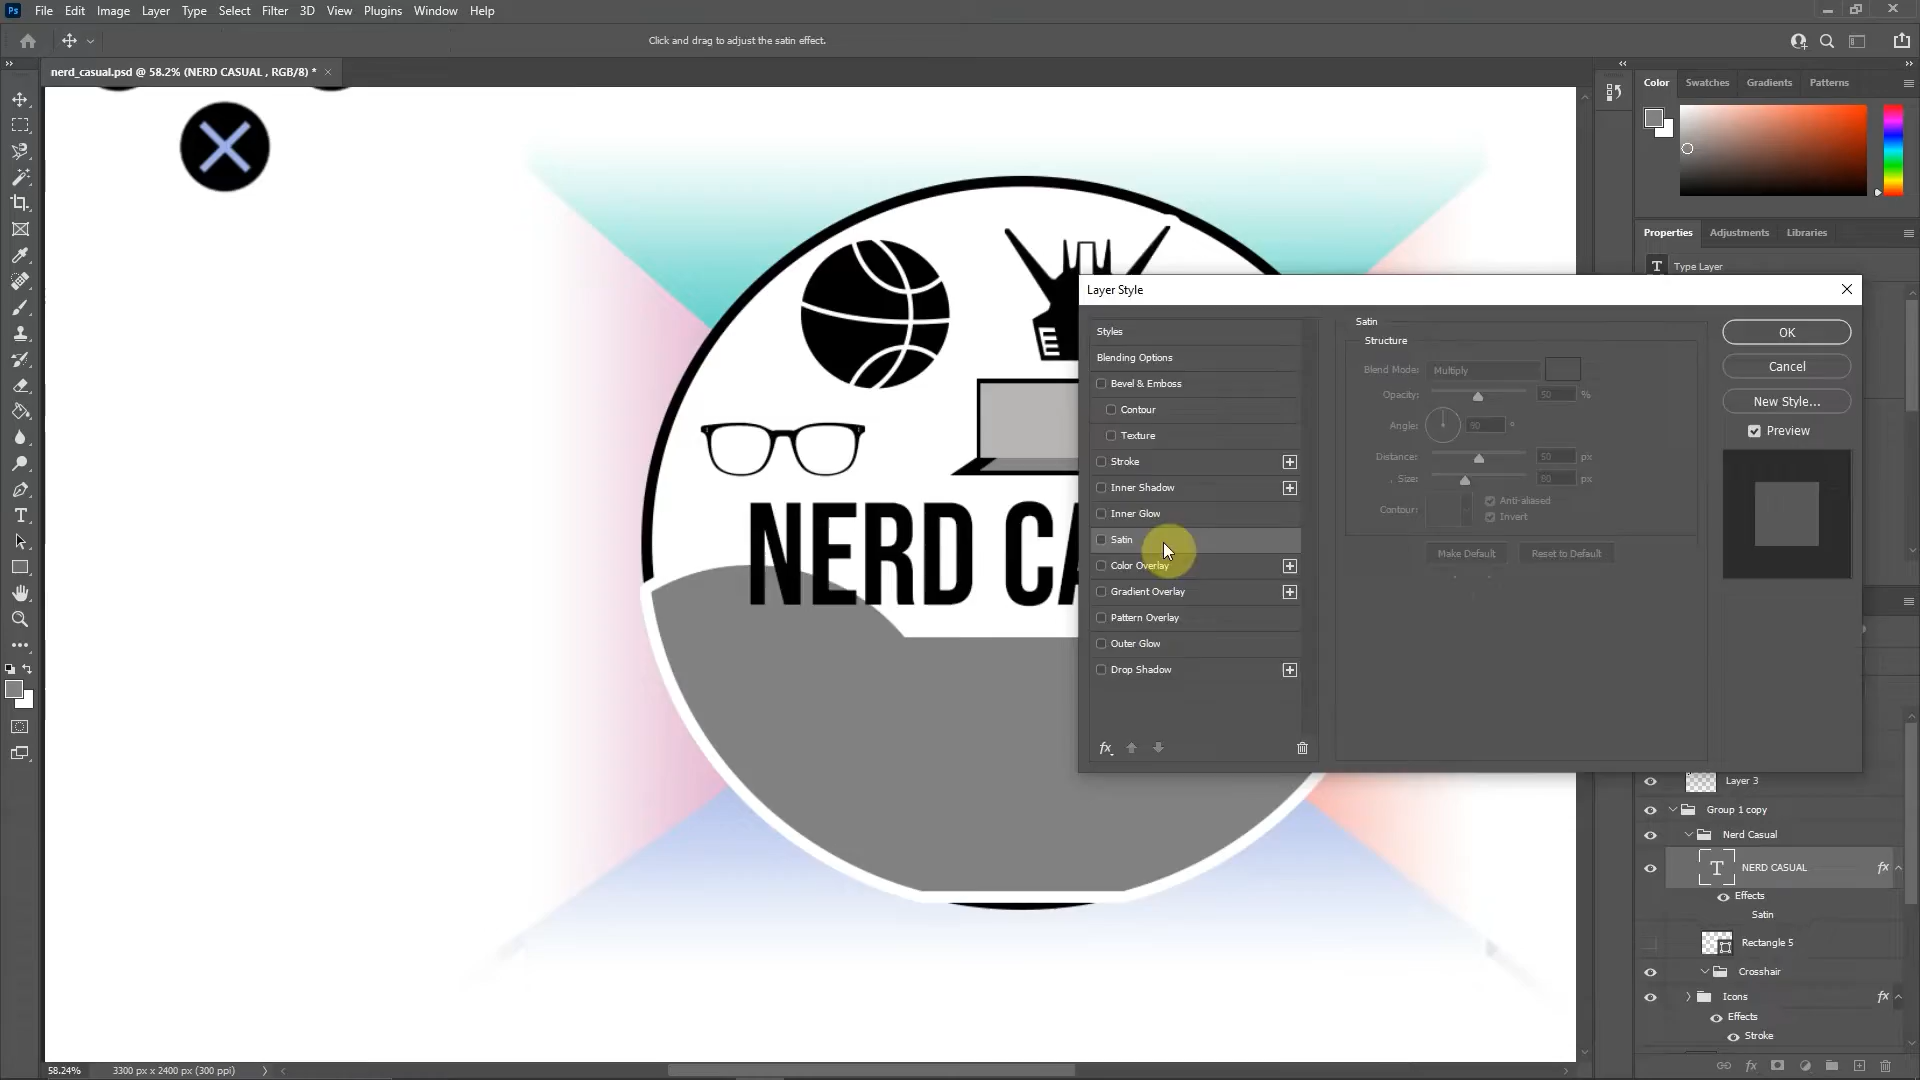 Ps File Edit Image Layer Type Select Filter 3D View Plugins Window Help
Click and drag to adjust the satin effect.
nerd_casual.psd @ 58.2% (NERD CASUAL , RGB/8) * ×
Color Swatches Gradients Patterns
Properties Adjustments Libraries
T Type Layer
Layer Style
Styles
Blending Options
Bevel & Emboss
Contour
Texture
Stroke
Inner Shadow
Inner Glow
Satin
Color Overlay
Gradient Overlay
Pattern Overlay
Outer Glow
Drop Shadow
fx
Satin
Structure
Blend Mode: Multiply
Opacity: 50 %
Angle: 90 °
Distance: 50 px
Size: 80 px
Contour: Anti-aliased
Invert
Make Default Reset to Default
OK
Cancel
New Style...
Preview
NERD CA
Layer 3
Group 1 copy
Nerd Casual
T NERD CASUAL fx
Effects
Satin
Rectangle 5
Crosshair
Icons fx
Effects
Stroke
58.24% 3300 px x 2400 px (300 ppi)
fx